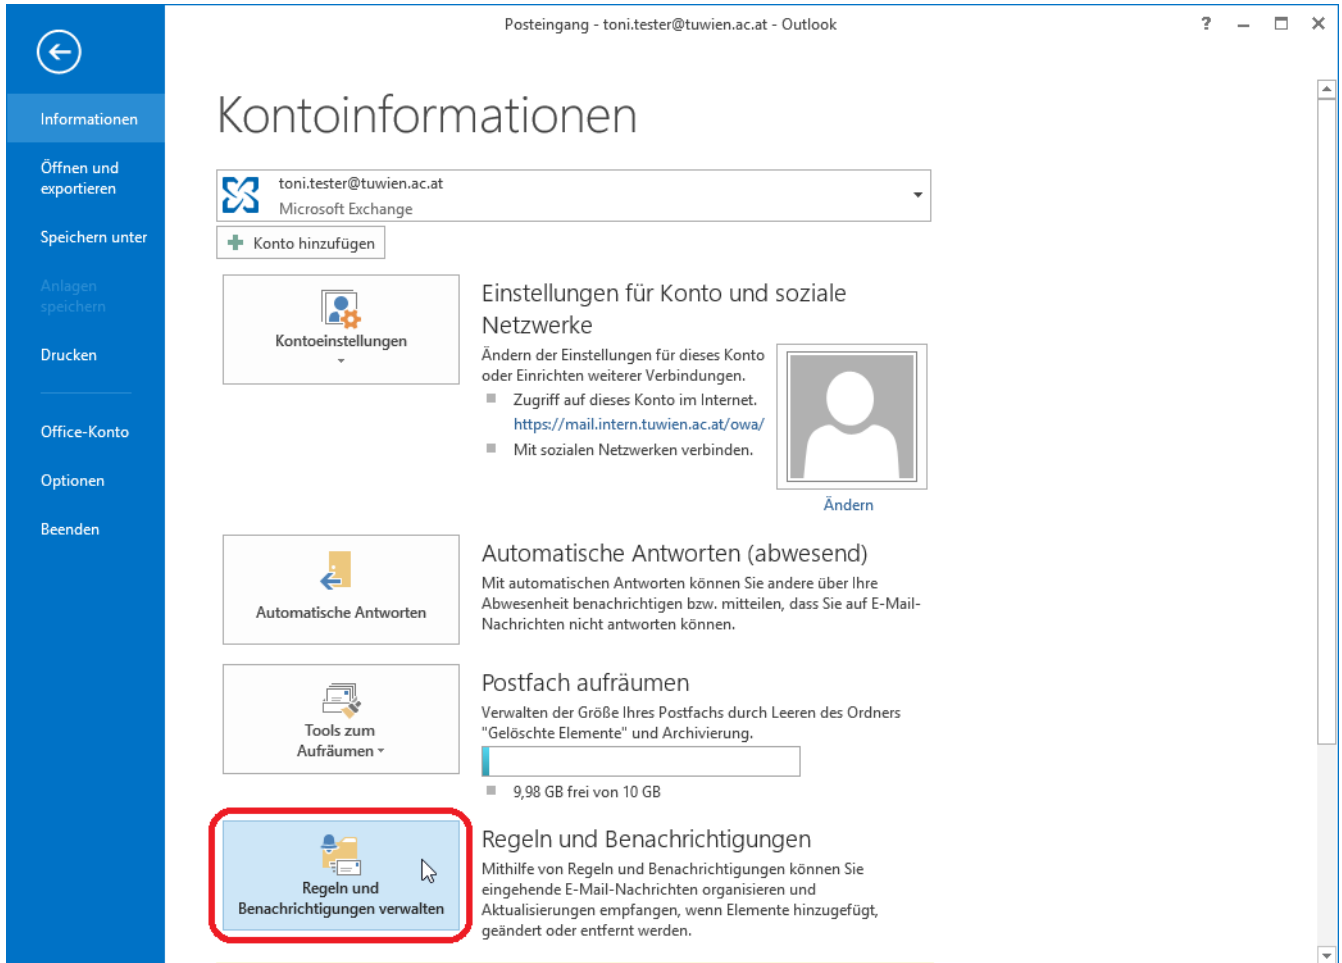 Posteingang - toni.tester@tuwien.ac.at - Outlook
Informationen
Öffnen und
exportieren
Speichern unter
Anlagen
speichern
Drucken
Office-Konto
Optionen
Beenden
Kontoinformationen
toni.tester@tuwien.ac.at
Microsoft Exchange
Konto hinzufügen
Kontoeinstellungen
Einstellungen für Konto und soziale
Netzwerke
Ändern der Einstellungen für dieses Konto
oder Einrichten weiterer Verbindungen.
Zugriff auf dieses Konto im Internet.
https://mail.intern.tuwien.ac.at/owa/
Mit sozialen Netzwerken verbinden.
Ändern
Automatische Antworten
Automatische Antworten (abwesend)
Mit automatischen Antworten können Sie andere über Ihre
Abwesenheit benachrichtigen bzw. mitteilen, dass Sie auf E-Mail-
Nachrichten nicht antworten können.
Tools zum
Aufräumen
Postfach aufräumen
Verwalten der Größe Ihres Postfachs durch Leeren des Ordners
"Gelöschte Elemente" und Archivierung.
9,98 GB frei von 10 GB
Regeln und
Benachrichtigungen verwalten
Regeln und Benachrichtigungen
Mithilfe von Regeln und Benachrichtigungen können Sie
eingehende E-Mail-Nachrichten organisieren und
Aktualisierungen empfangen, wenn Elemente hinzugefügt,
geändert oder entfernt werden.